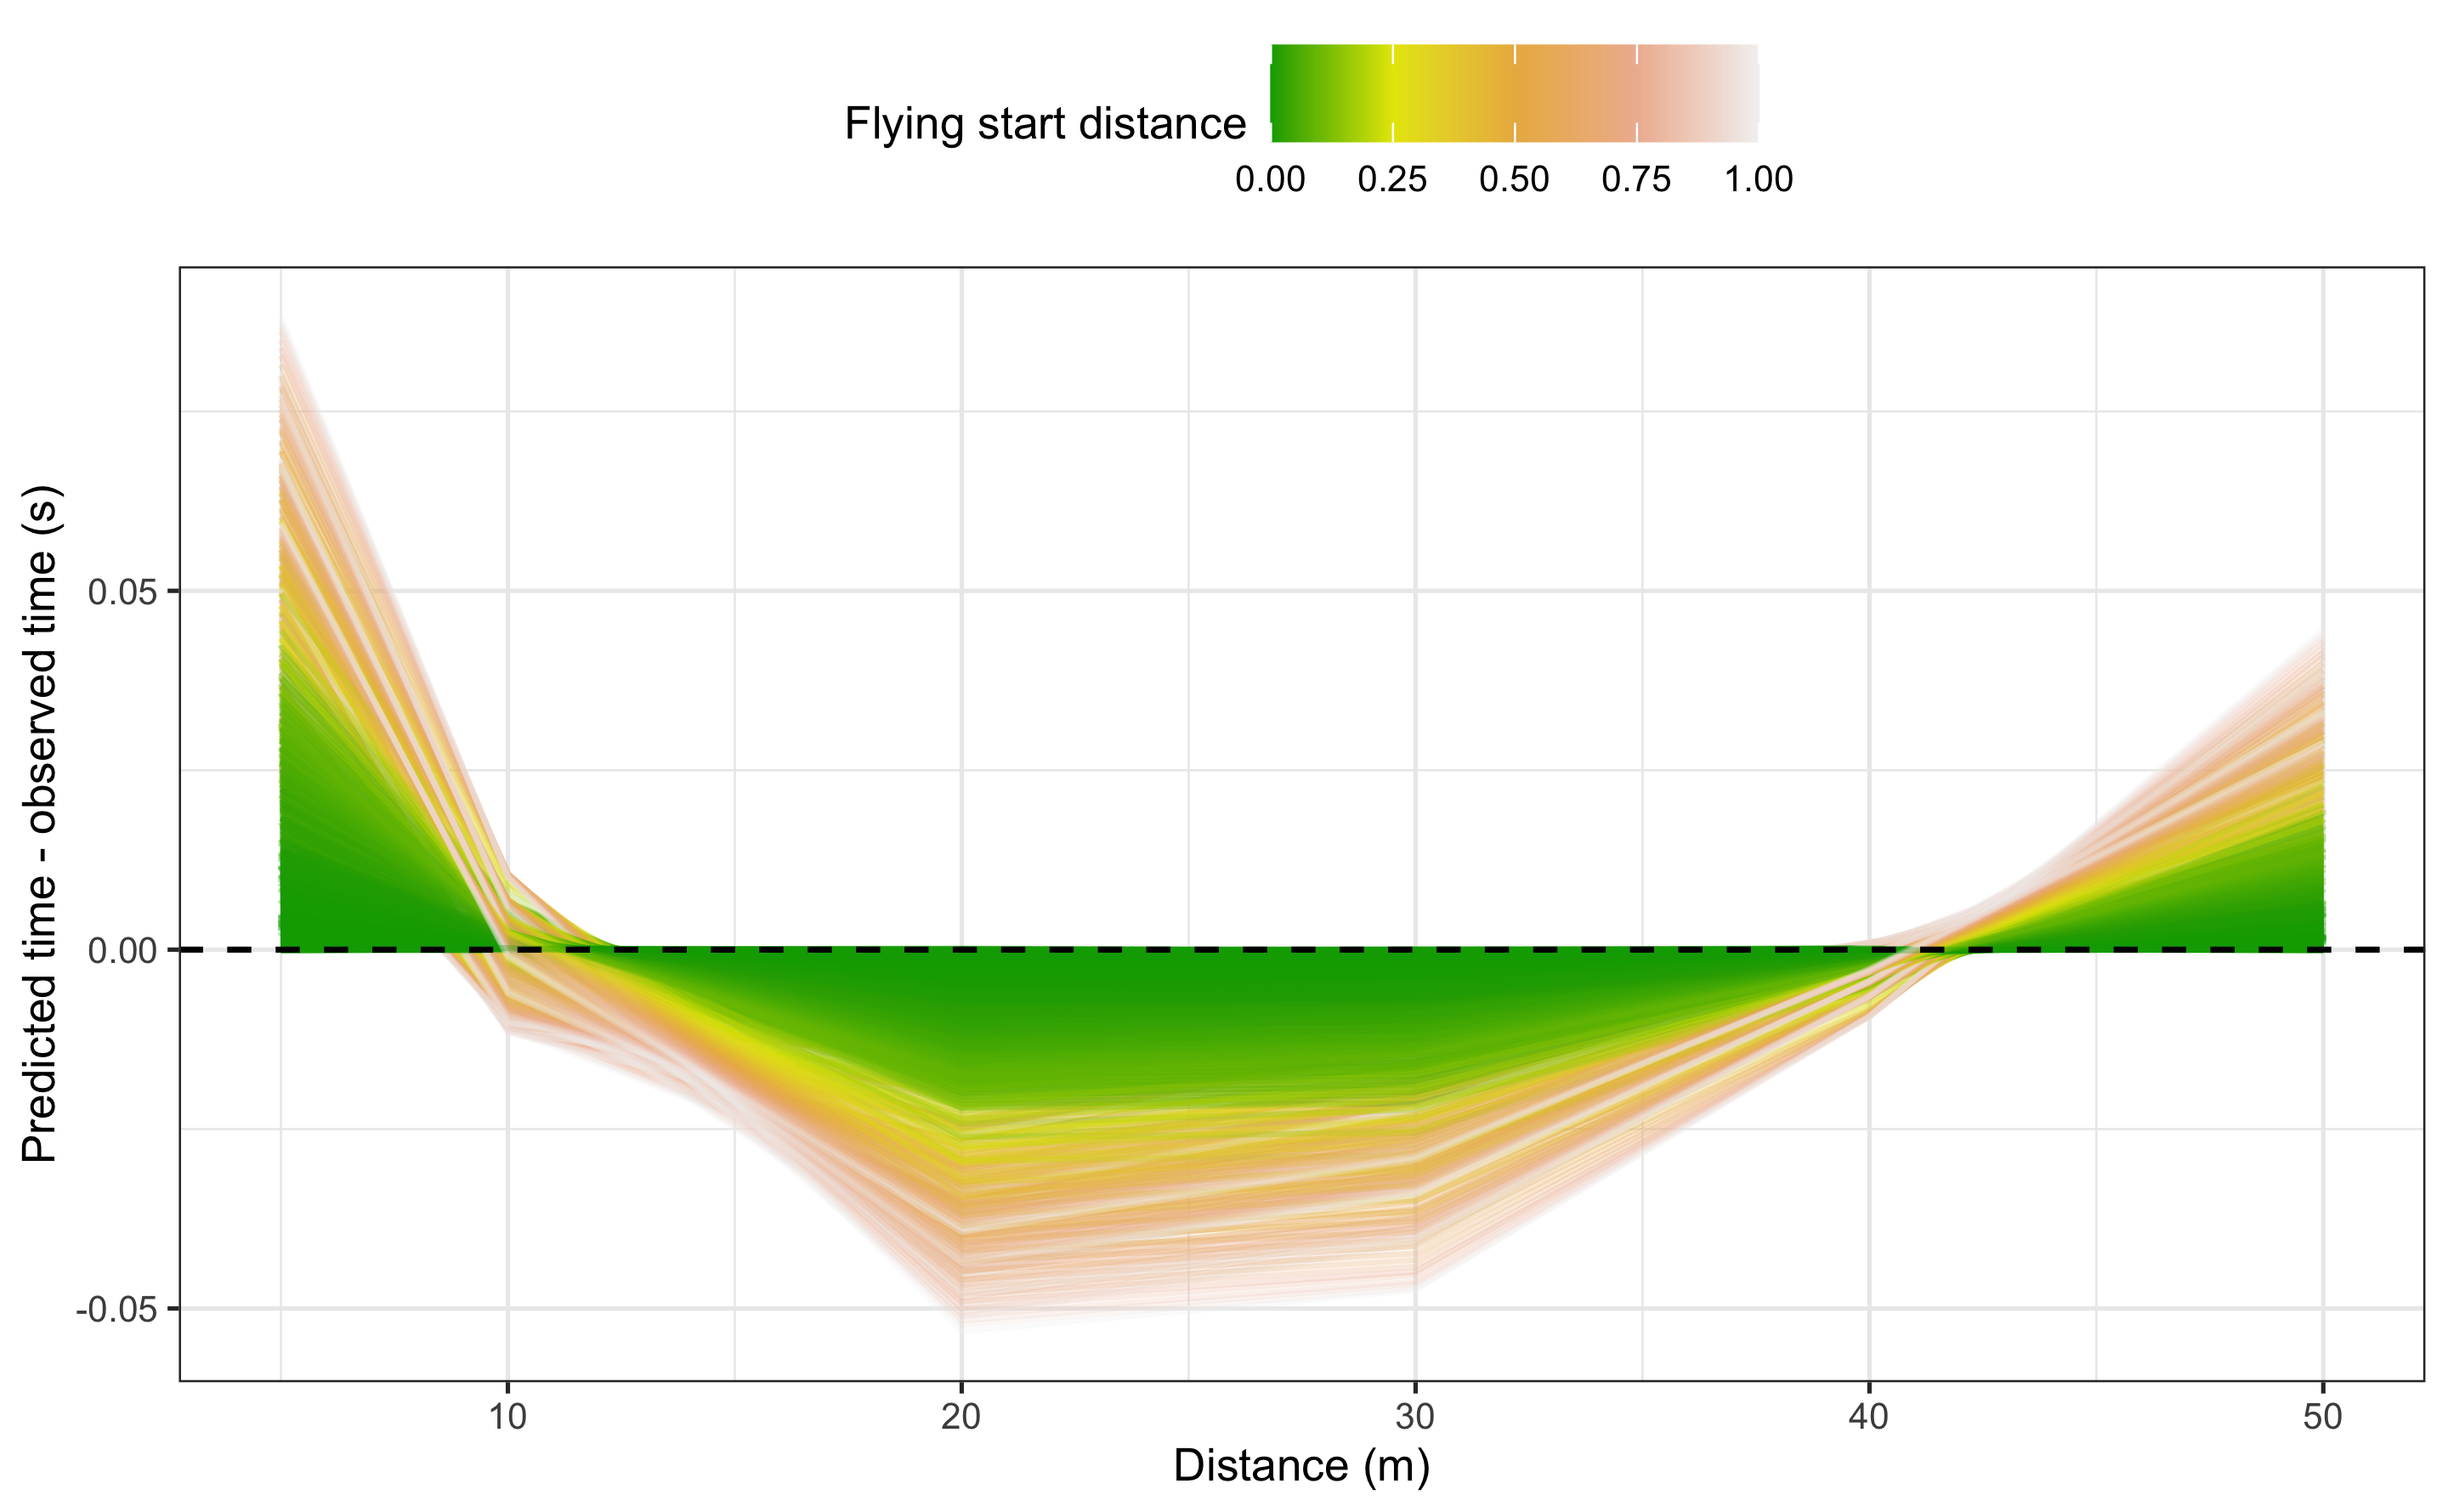 Flying start distance
0.00 0.25 0.50 0.75 1.00
Predicted time - observed time (s)
0.05
0.00
-0.05
10 20 30 40 50
Distance (m)